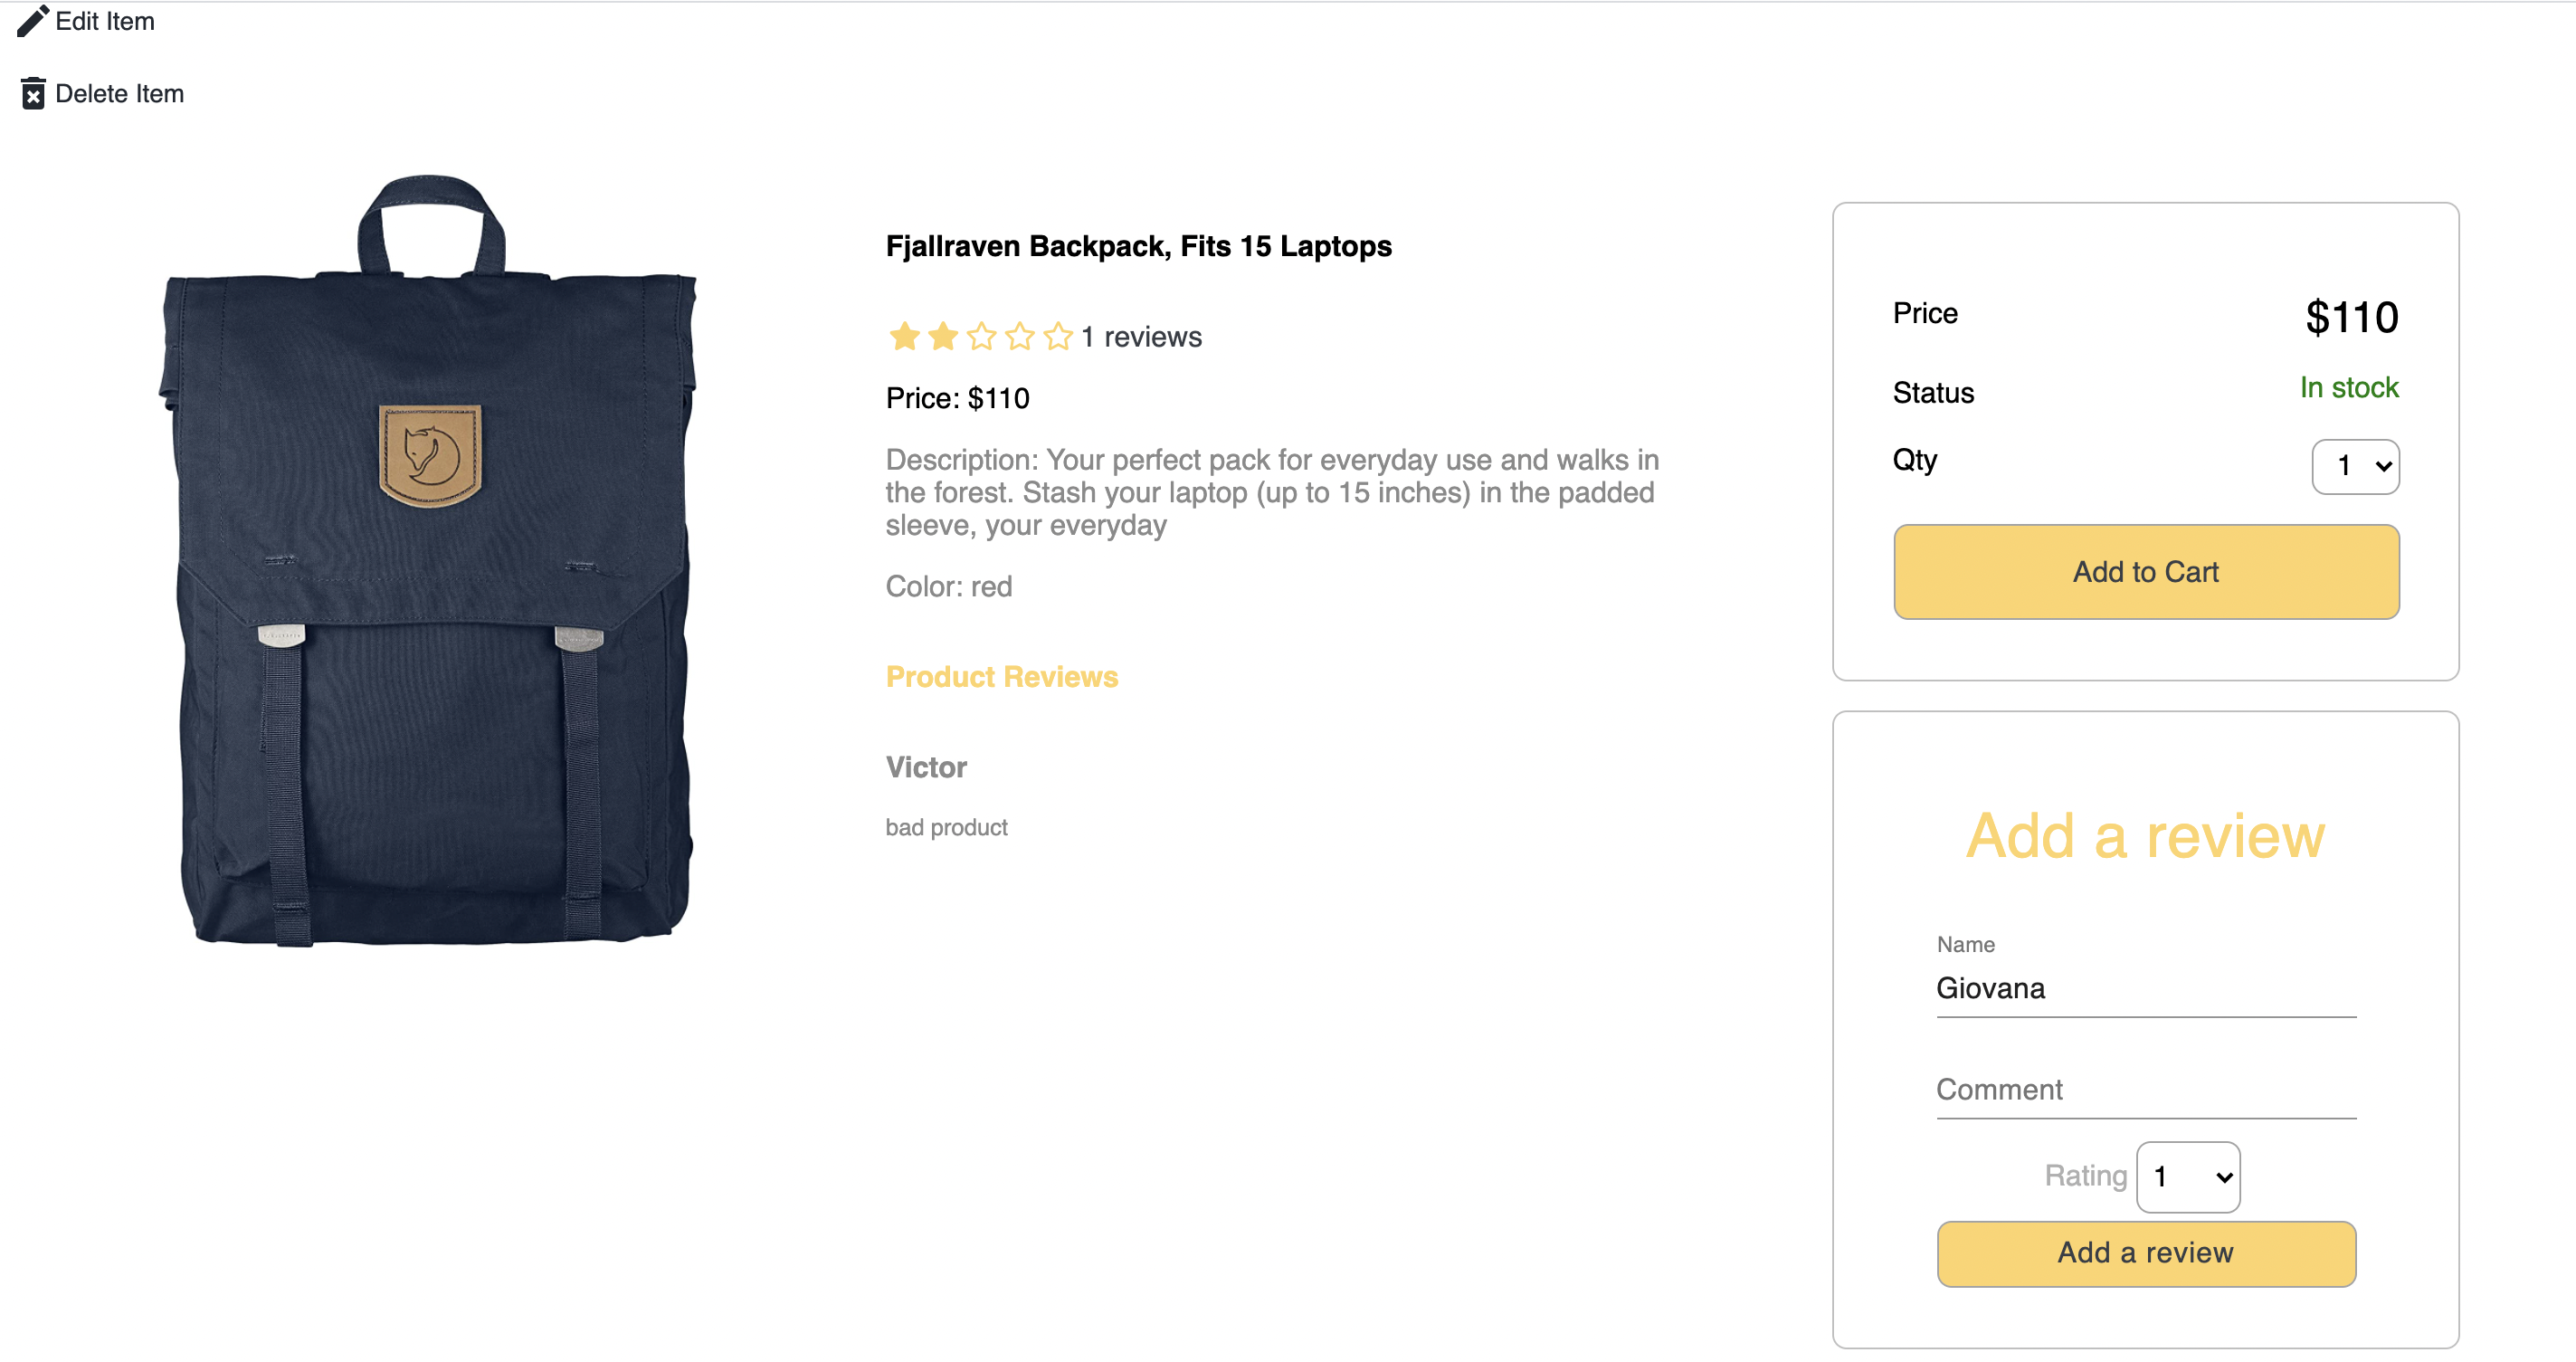 Edit Item
Delete Item
Fjallraven Backpack, Fits 15 Laptops
1 reviews
Price: $110
Description: Your perfect pack for everyday use and walks in
the forest. Stash your laptop (up to 15 inches) in the padded
sleeve, your everyday
Color: red
Product Reviews
Victor
bad product
Price $110
Status In stock
Qty 1
Add to Cart
Add a review
Name
Giovana
Comment
Rating 1
Add a review